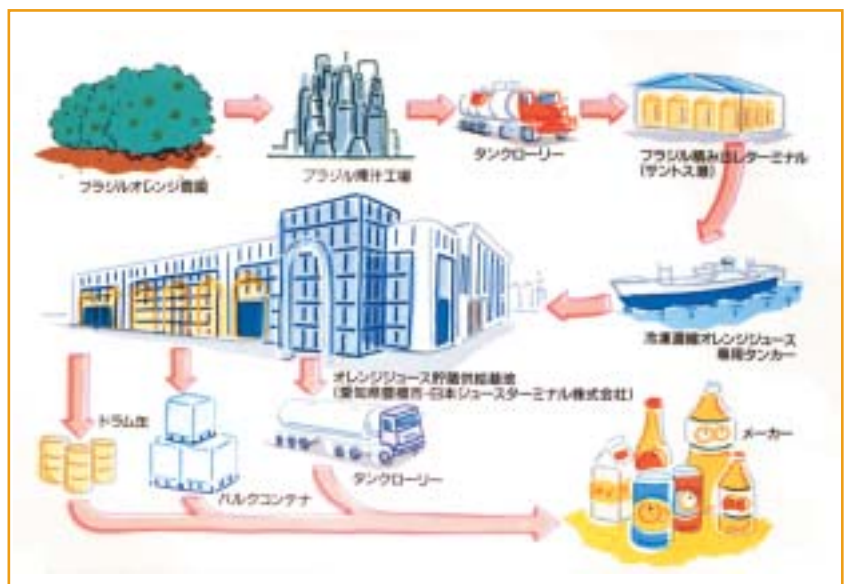 ブラジルオレンジ農園
ブラジル搾汁工場
タンクローリー
ブラジル積み出しターミナル
(サントス港)
冷凍濃縮オレンジジュース
専用タンカー
オレンジジュース貯蔵供給基地
(愛知県豊橋市・日本ジュースターミナル株式会社)
ドラム缶
バルクコンテナ
タンクローリー
メーカー